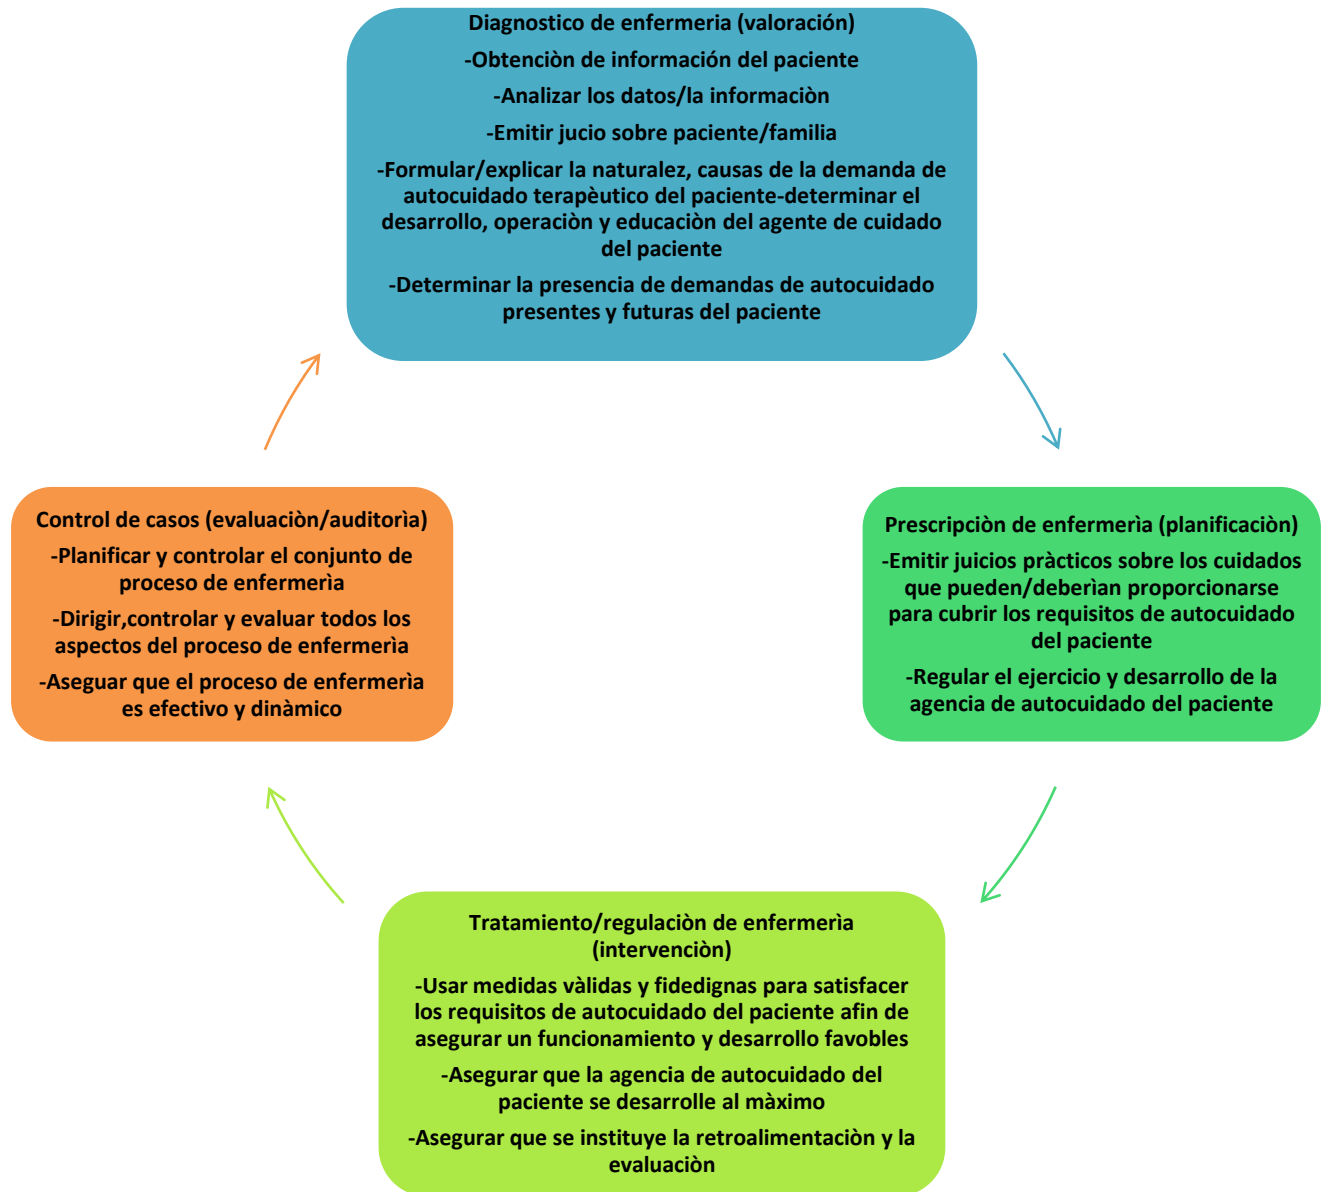 Diagnostico de enfermeria (valoración)
-Obtenciòn de información del paciente
-Analizar los datos/la informaciòn
-Emitir jucio sobre paciente/familia
-Formular/explicar la naturalez, causas de la demanda de
autocuidado terapèutico del paciente-determinar el
desarrollo, operaciòn y educaciòn del agente de cuidado
del paciente
-Determinar la presencia de demandas de autocuidado
presentes y futuras del paciente
Prescripciòn de enfermerìa (planificaciòn)
-Emitir juicios pràcticos sobre los cuidados
que pueden/deberìan proporcionarse
para cubrir los requisitos de autocuidado
del paciente
-Regular el ejercicio y desarrollo de la
agencia de autocuidado del paciente
Tratamiento/regulaciòn de enfermerìa
(intervenciòn)
-Usar medidas vàlidas y fidedignas para satisfacer
los requisitos de autocuidado del paciente afin de
asegurar un funcionamiento y desarrollo favobles
-Asegurar que la agencia de autocuidado del
paciente se desarrolle al màximo
-Asegurar que se instituye la retroalimentaciòn y la
evaluaciòn
Control de casos (evaluaciòn/auditorìa)
-Planificar y controlar el conjunto de
proceso de enfermerìa
-Dirigir,controlar y evaluar todos los
aspectos del proceso de enfermerìa
-Aseguar que el proceso de enfermerìa
es efectivo y dinàmico